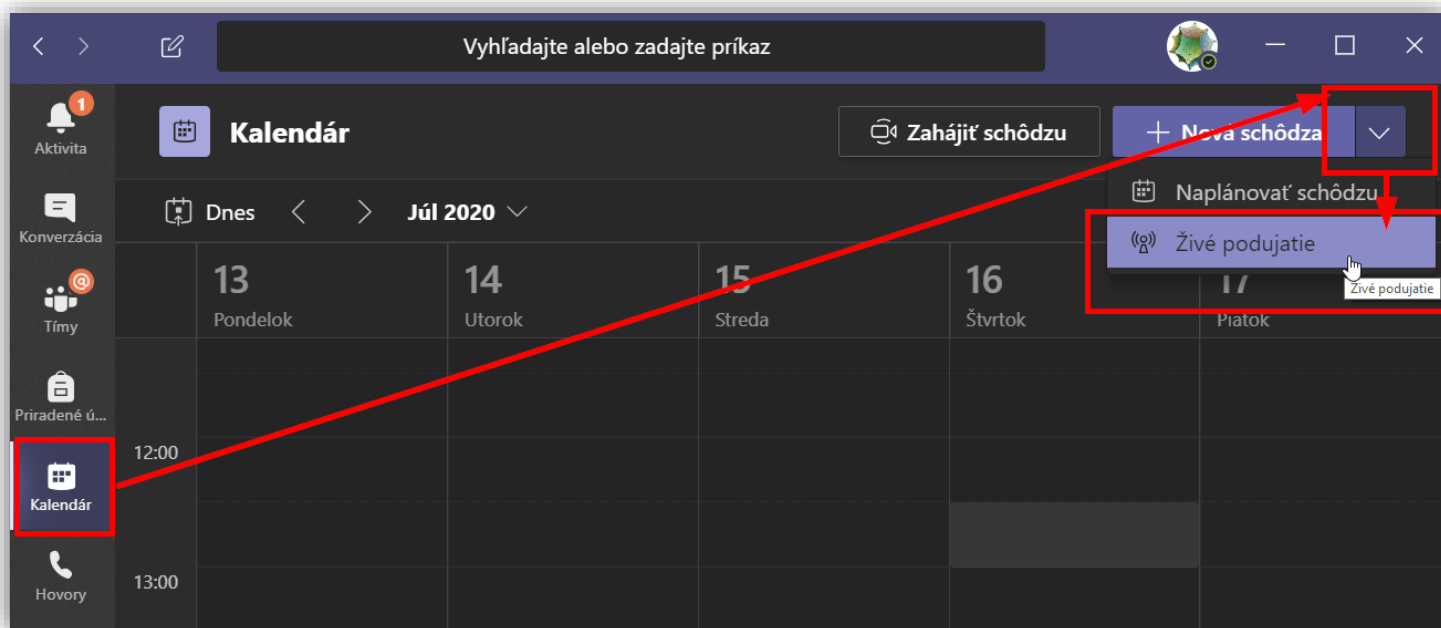 Vyhľadajte alebo zadajte príkaz
1
Aktivita
Konverzácia
@
Tímy
Priradené ú...
Kalendár
Hovory
Kalendár
Zahájiť schôdzu
+ Nová schôdza
Naplánovať schôdzu
Živé podujatie
Živé podujatie
Dnes
Júl 2020
13
Pondelok
14
Utorok
15
Streda
16
Štvrtok
17
Piatok
12:00
13:00